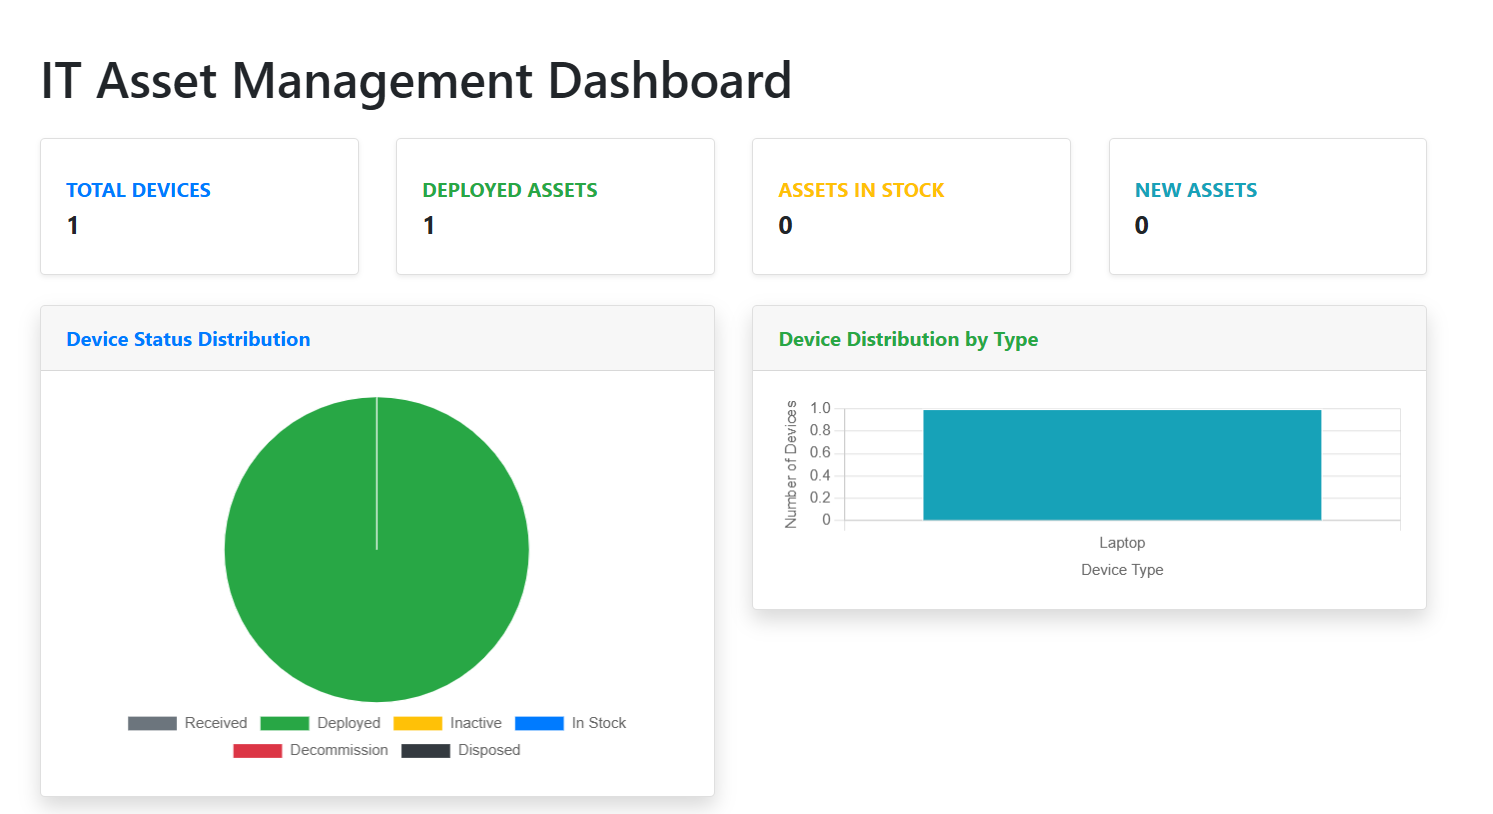 IT Asset Management Dashboard
TOTAL DEVICES
1
DEPLOYED ASSETS
1
ASSETS IN STOCK
0
NEW ASSETS
0
Device Status Distribution
Received Deployed Inactive In Stock
Decommission Disposed
Device Distribution by Type
Number of Devices
1.0
0.8
0.6
0.4
0.2
0
Laptop
Device Type